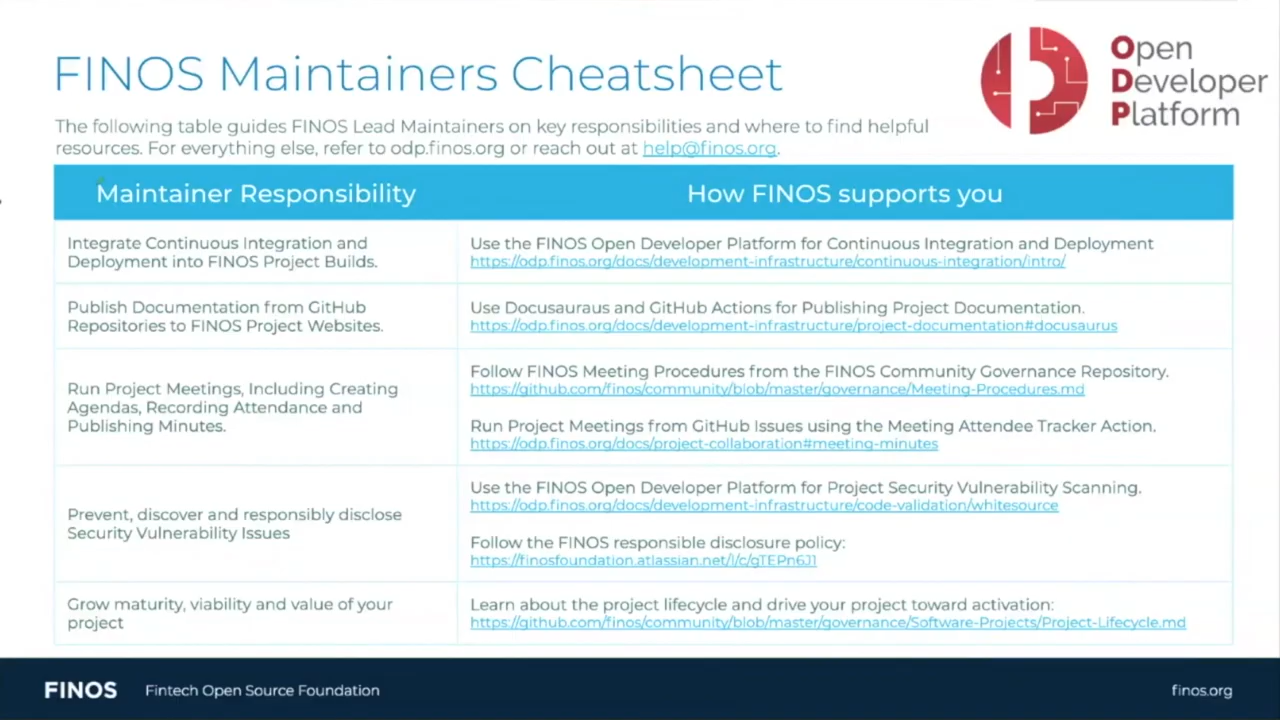 FINOS Maintainers Cheatsheet
Open
Developer
Platform
The following table guides FINOS Lead Maintainers on key responsibilities and where to find helpful
resources. For everything else, refer to odp.finos.org or reach out at help@finos.org.
Maintainer Responsibility
How FINOS supports you
Integrate Continuous Integration and
Deployment into FINOS Project Builds.
Use the FINOS Open Developer Platform for Continuous Integration and Deployment
https://odp.finos.org/docs/development-infrastructure/continuous-integration/intro/
Publish Documentation from GitHub
Repositories to FINOS Project Websites.
Use Docusauraus and GitHub Actions for Publishing Project Documentation.
https://odp.finos.org/docs/development-infrastructure/project-documentation#docusaurus
Run Project Meetings, Including Creating
Agendas, Recording Attendance and
Publishing Minutes.
Follow FINOS Meeting Procedures from the FINOS Community Governance Repository.
https://github.com/finos/community/blob/master/governance/Meeting-Procedures.md
Run Project Meetings from GitHub Issues using the Meeting Attendee Tracker Action.
https://odp.finos.org/docs/project-collaboration#meeting-minutes
Prevent, discover and responsibly disclose
Security Vulnerability Issues
Use the FINOS Open Developer Platform for Project Security Vulnerability Scanning.
https://odp.finos.org/docs/development-infrastructure/code-validation/whitesource
Follow the FINOS responsible disclosure policy:
https://finosfoundation.atlassian.net/l/c/gTEPn6J1
Grow maturity, viability and value of your
project
Learn about the project lifecycle and drive your project toward activation:
https://github.com/finos/community/blob/master/governance/Software-Projects/Project-Lifecycle.md
FINOS
Fintech Open Source Foundation
finos.org